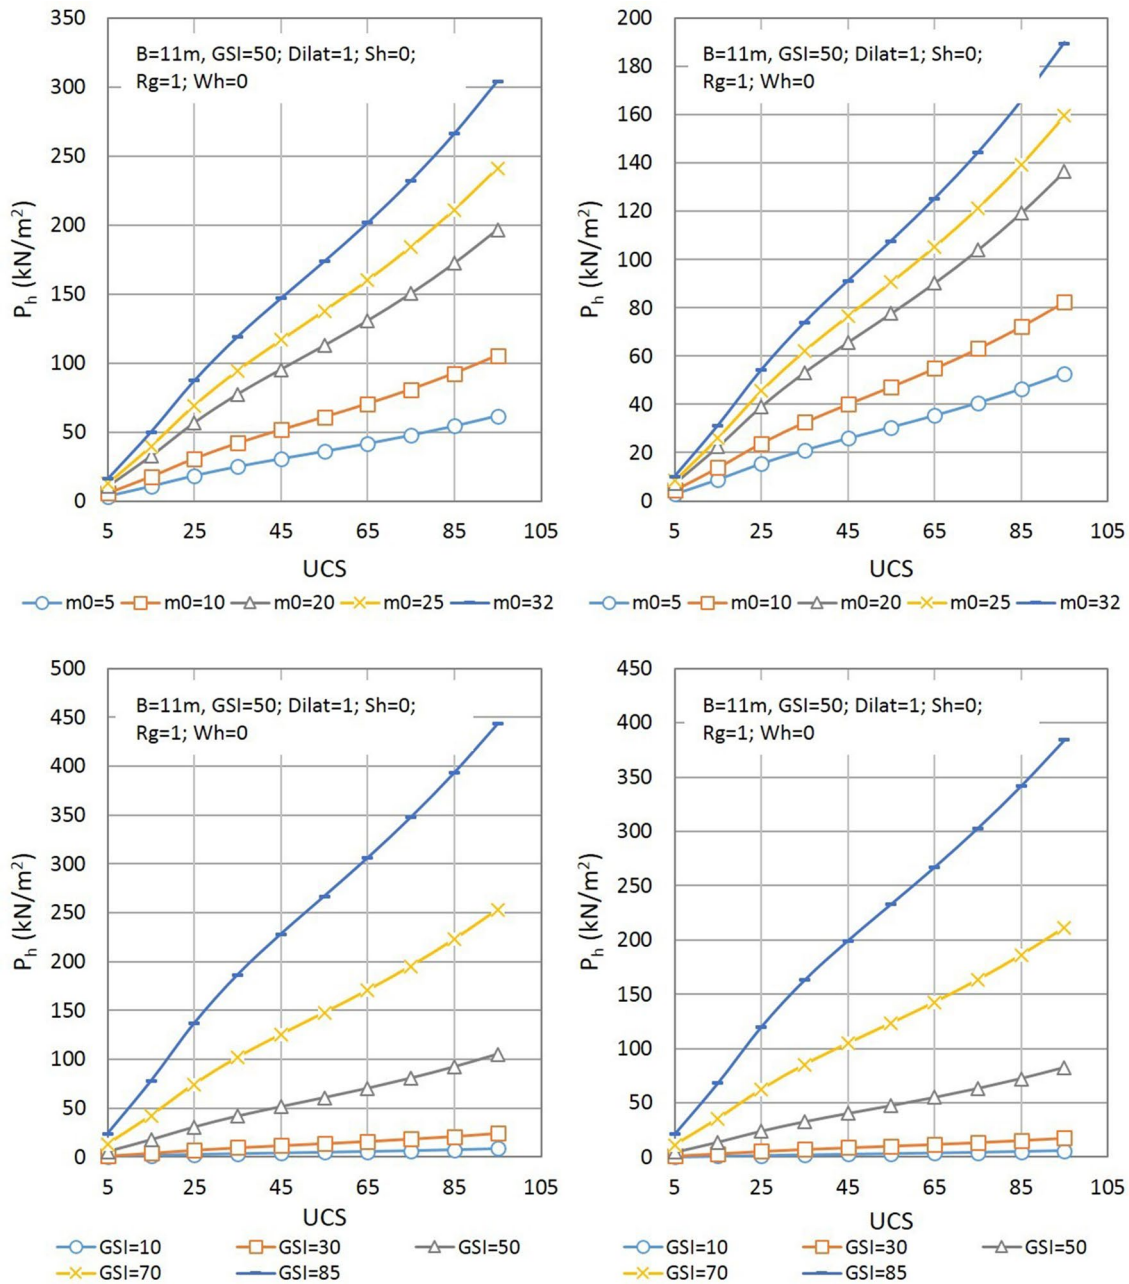 350
300
250
200
150
100
50
0
P_h (kN/m²)
B=11m, GSI=50; Dilat=1; Sh=0;
Rg=1; Wh=0
5 25 45 65 85 105
UCS
m0=5 m0=10 m0=20 m0=25 m0=32
200
180
160
140
120
100
80
60
40
20
0
P_h (kN/m²)
B=11m, GSI=50; Dilat=1; Sh=0;
Rg=1; Wh=0
5 25 45 65 85 105
UCS
m0=5 m0=10 m0=20 m0=25 m0=32
500
450
400
350
300
250
200
150
100
50
0
P_h (kN/m²)
B=11m, GSI=50; Dilat=1; Sh=0;
Rg=1; Wh=0
5 25 45 65 85 105
UCS
GSI=10 GSI=30 GSI=50
GSI=70 GSI=85
450
400
350
300
250
200
150
100
50
0
P_h (kN/m²)
B=11m, GSI=50; Dilat=1; Sh=0;
Rg=1; Wh=0
5 25 45 65 85 105
UCS
GSI=10 GSI=30 GSI=50
GSI=70 GSI=85